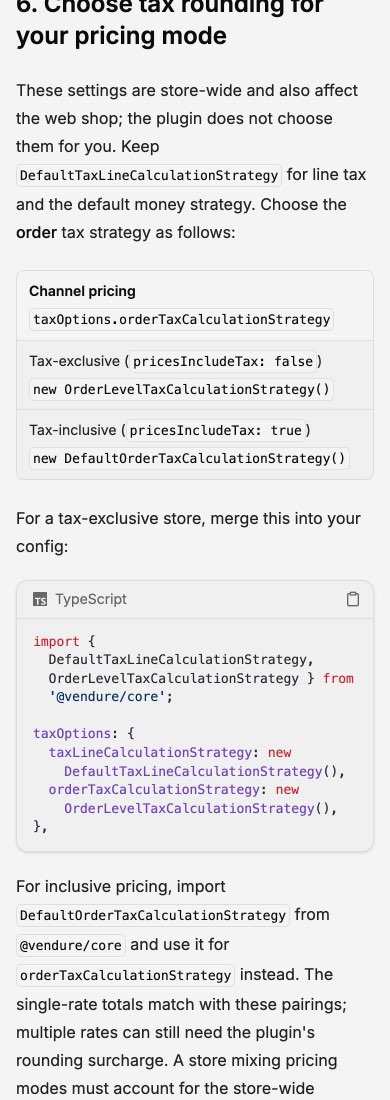 6. Choose tax rounding for
your pricing mode
These settings are store-wide and also affect
the web shop; the plugin does not choose
them for you. Keep
DefaultTaxLineCalculationStrategy for line tax
and the default money strategy. Choose the
order tax strategy as follows:
Channel pricing
taxOptions.orderTaxCalculationStrategy
Tax-exclusive ( pricesIncludeTax: false )
new OrderLevelTaxCalculationStrategy()
Tax-inclusive ( pricesIncludeTax: true )
new DefaultOrderTaxCalculationStrategy()
For a tax-exclusive store, merge this into your
config:
TS TypeScript
import {
  DefaultTaxLineCalculationStrategy,
  OrderLevelTaxCalculationStrategy } from
  '@vendure/core';
taxOptions: {
  taxLineCalculationStrategy: new
    DefaultTaxLineCalculationStrategy(),
  orderTaxCalculationStrategy: new
    OrderLevelTaxCalculationStrategy(),
},
For inclusive pricing, import
DefaultOrderTaxCalculationStrategy from
@vendure/core and use it for
orderTaxCalculationStrategy instead. The
single-rate totals match with these pairings;
multiple rates can still need the plugin's
rounding surcharge. A store mixing pricing
modes must account for the store-wide